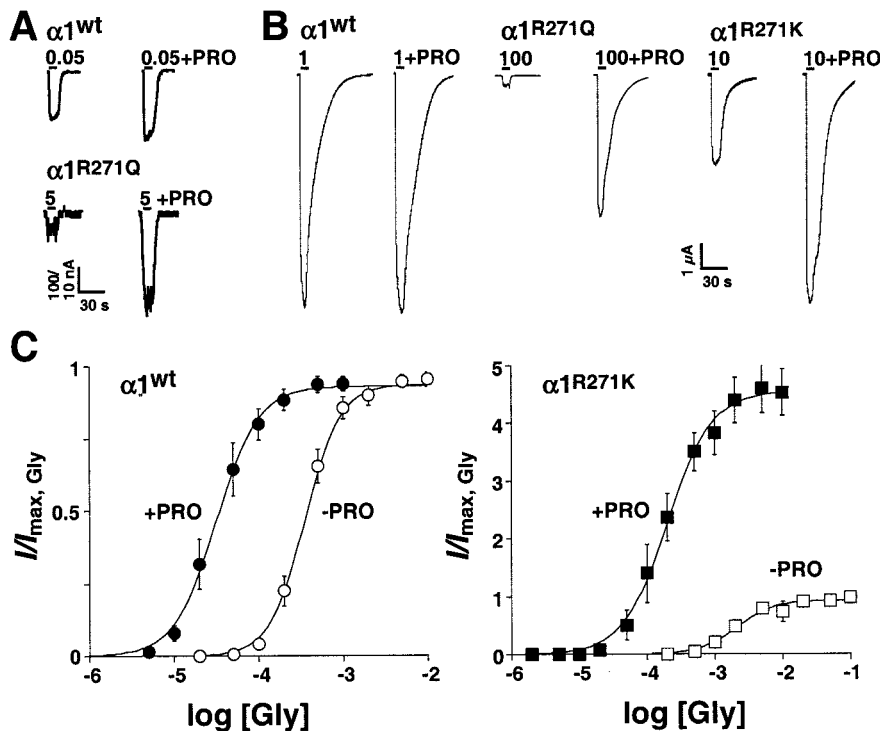 A
α1wt
0.05
0.05+PRO
α1R271Q
5
5 +PRO
100/
10 nA
30 s
B
α1wt
1
1+PRO
α1R271Q
100
100+PRO
α1R271K
10
10+PRO
1 µA
30 s
C
α1wt
1
0.5
0
+PRO
-PRO
I/Imax, Gly
-6 -5 -4 -3 -2
log [Gly]
α1R271K
5
4
3
2
1
0
+PRO
-PRO
I/Imax, Gly
-6 -5 -4 -3 -2 -1
log [Gly]